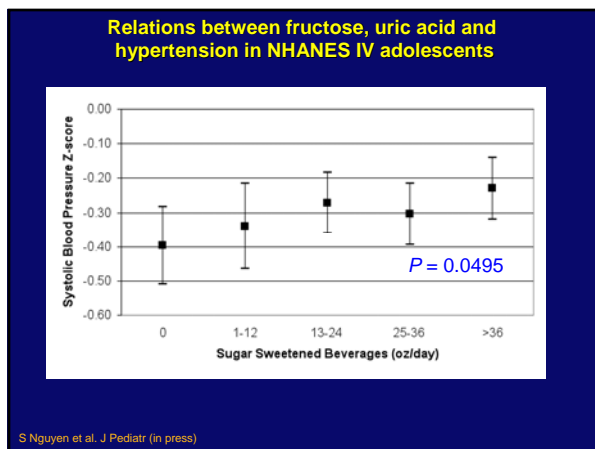 Relations between fructose, uric acid and
hypertension in NHANES IV adolescents
0.00
-0.10
-0.20
-0.30
-0.40
-0.50
-0.60
Systolic Blood Pressure Z-score
P = 0.0495
0 1-12 13-24 25-36 >36
Sugar Sweetened Beverages (oz/day)
S Nguyen et al. J Pediatr (in press)